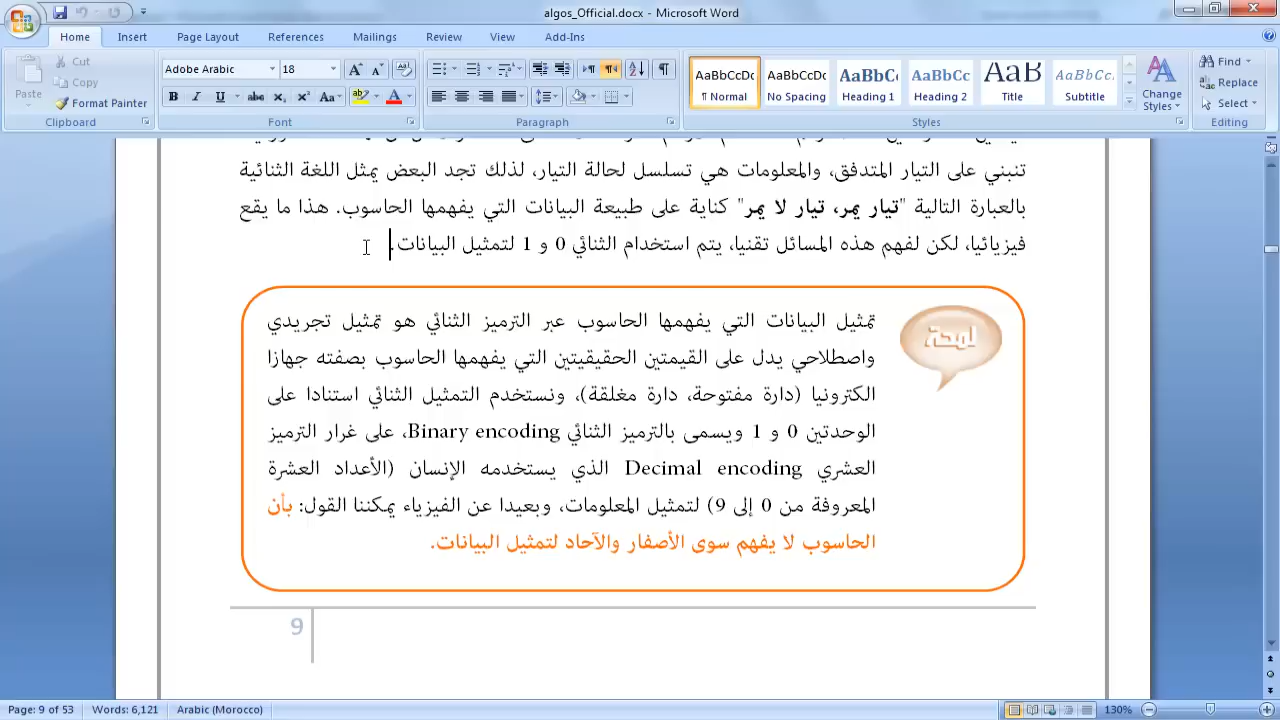 algos_Official.docx - Microsoft Word
Home Insert Page Layout References Mailings Review View Add-Ins
Paste
Cut
Copy
Format Painter
Clipboard
Adobe Arabic 18
B I U abc x₂ x² Aa
Font
Paragraph
AaBbCcDc AaBbCcDc AaBbC AaBbCc AaB AaBbCc.
¶ Normal No Spacing Heading 1 Heading 2 Title Subtitle
Change Styles
Styles
Find
Replace
Select
Editing
تنبني على التيار المتدفق، والمعلومات هي تسلسل لحالة التيار، لذلك تجد البعض يمثل اللغة الثنائية
بالعبارة التالية "تيار يمر، تيار لا يمر" كناية على طبيعة البيانات التي يفهمها الحاسوب. هذا ما يقع
فيزيائيا، لكن لفهم هذه المسائل تقنيا، يتم استخدام الثنائي 0 و 1 لتمثيل البيانات.
لمحة
تمثيل البيانات التي يفهمها الحاسوب عبر الترميز الثنائي هو تمثيل تجريدي
واصطلاحي يدل على القيمتين الحقيقيتين التي يفهمها الحاسوب بصفته جهازا
الكترونيا (دارة مفتوحة، دارة مغلقة)، ونستخدم التمثيل الثنائي استنادا على
الوحدتين 0 و 1 ويسمى بالترميز الثنائي Binary encoding، على غرار الترميز
العشري Decimal encoding الذي يستخدمه الإنسان (الأعداد العشرة
المعروفة من 0 إلى 9) لتمثيل المعلومات، وبعيدا عن الفيزياء يمكننا القول: بأن
الحاسوب لا يفهم سوى الأصفار والآحاد لتمثيل البيانات.
9
Page: 9 of 53 Words: 6,121 Arabic (Morocco) 130%